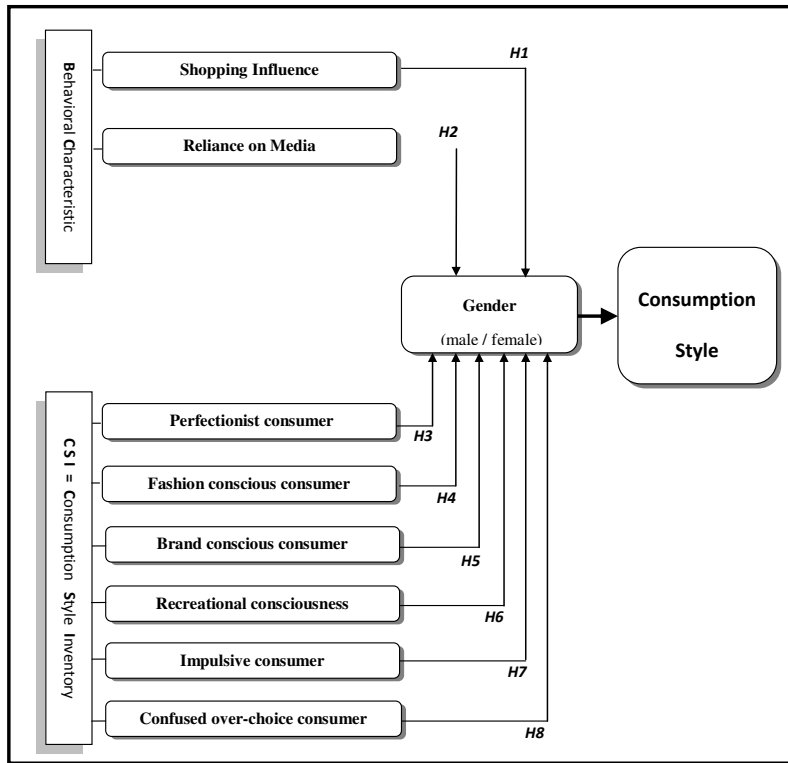 Behavioral Characteristic
Shopping Influence
H1
Reliance on Media
H2
Gender
(male / female)
Consumption
Style
C S I = Consumption Style Inventory
Perfectionist consumer
H3
Fashion conscious consumer
H4
Brand conscious consumer
H5
Recreational consciousness
H6
Impulsive consumer
H7
Confused over-choice consumer
H8